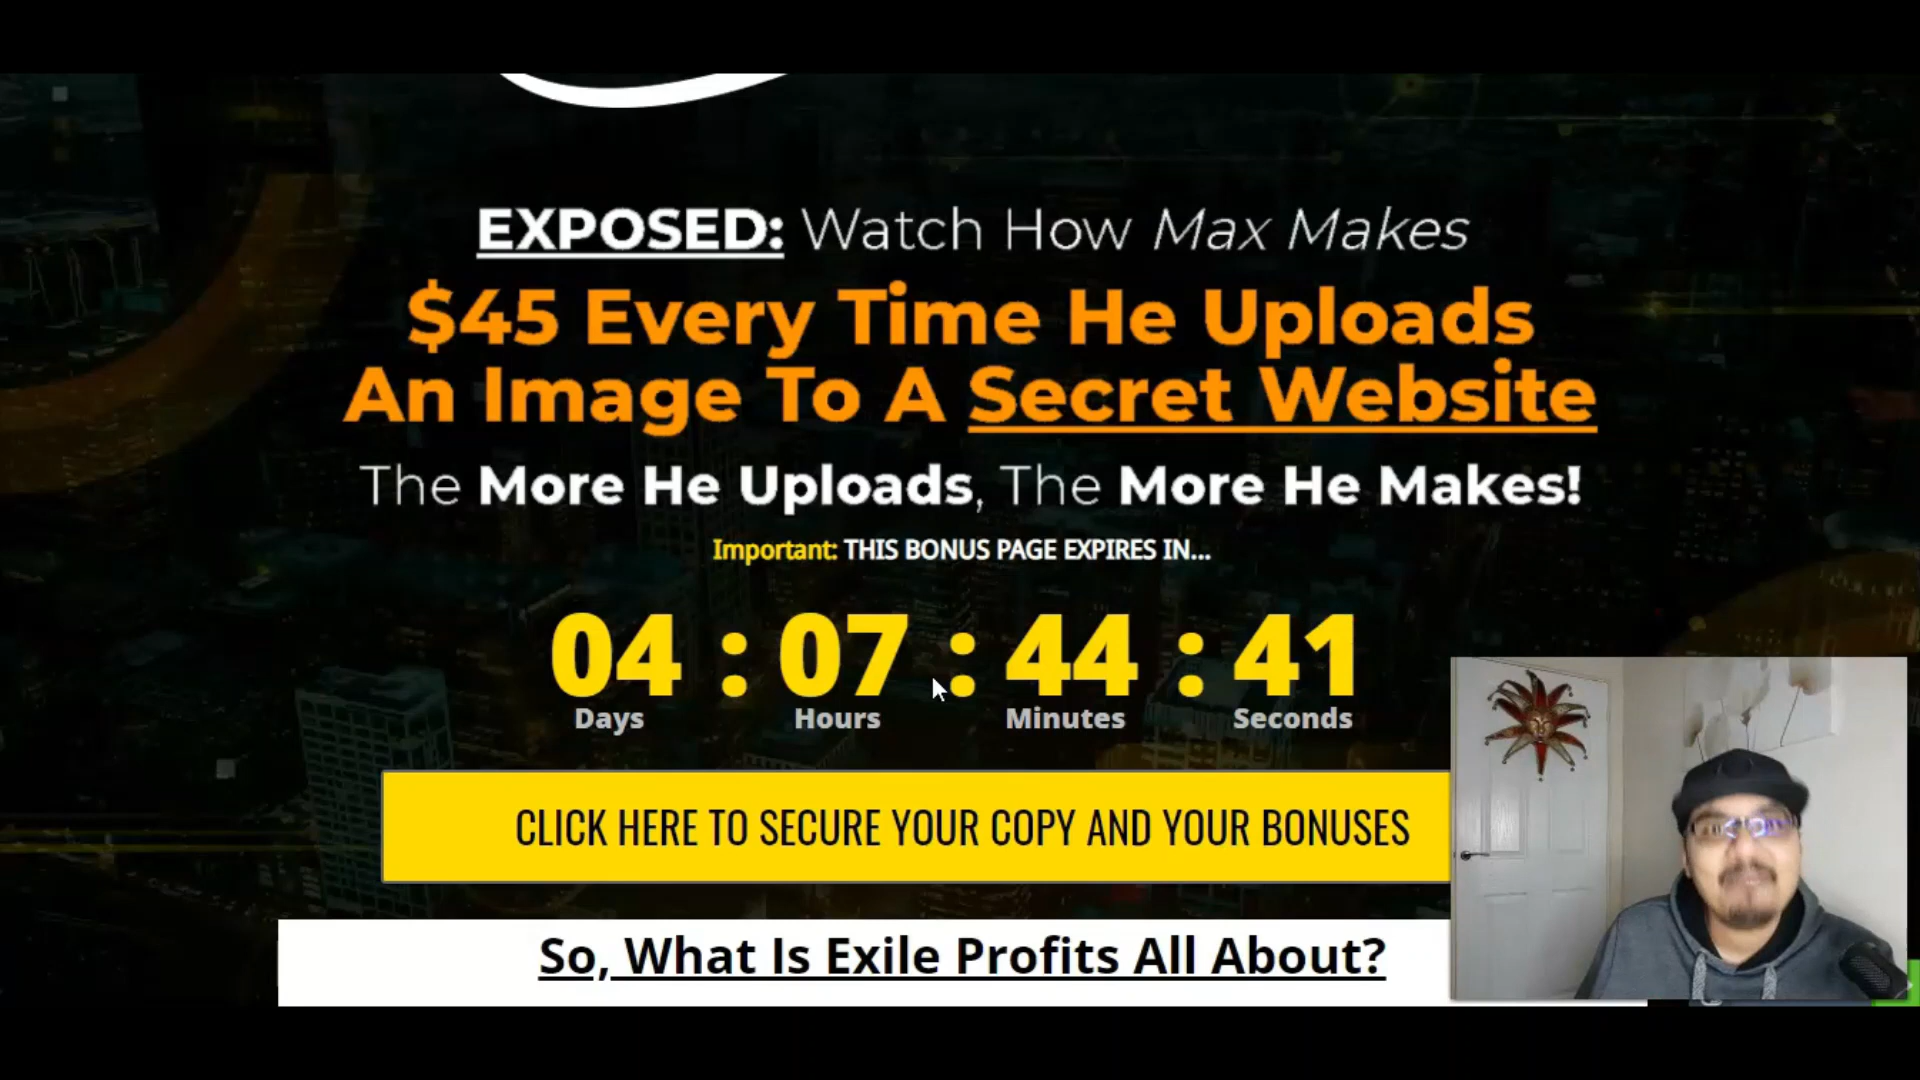 EXPOSED: Watch How Max Makes
$45 Every Time He Uploads
An Image To A Secret Website
The More He Uploads, The More He Makes!
Important: THIS BONUS PAGE EXPIRES IN...
04 : 07 : 44 : 41
Days Hours Minutes Seconds
CLICK HERE TO SECURE YOUR COPY AND YOUR BONUSES
So, What Is Exile Profits All About?